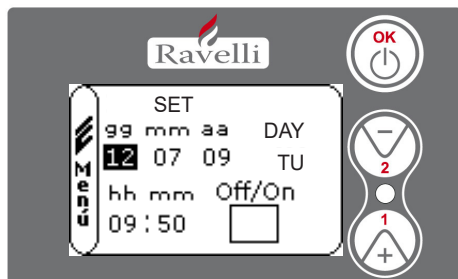 Ravelli
OK
SET
gg mm aa DAY
12 07 09 TU
hh mm Off/On
09:50
Menú
2
1